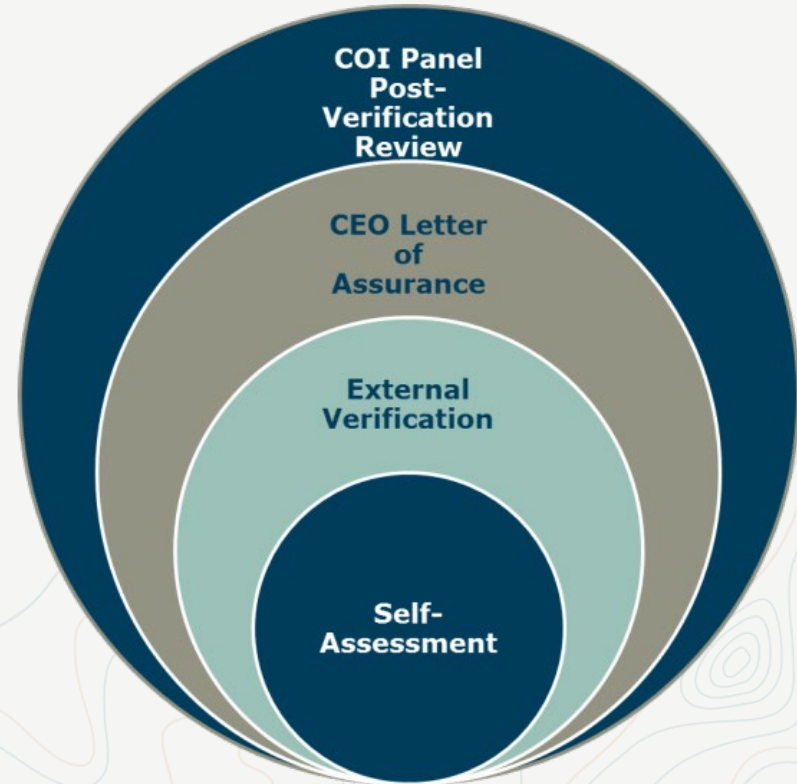 COI Panel
Post-
Verification
Review
CEO Letter
of
Assurance
External
Verification
Self-
Assessment